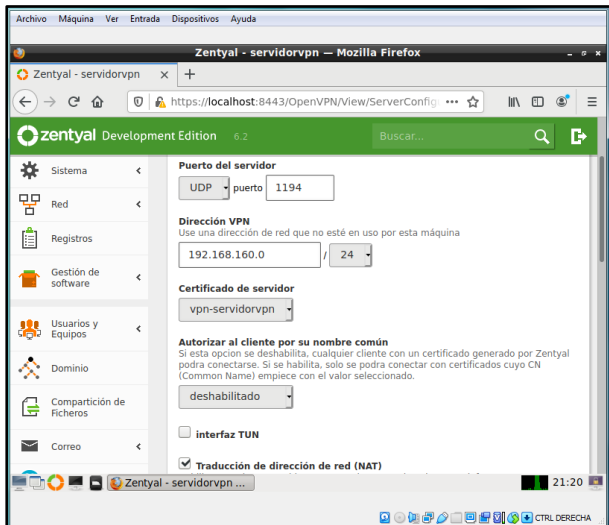 Archivo Máquina Ver Entrada Dispositivos Ayuda
Zentyal - servidorvpn — Mozilla Firefox
Zentyal - servidorvpn
https://localhost:8443/OpenVPN/View/ServerConfig
zentyal Development Edition 6.2
Buscar...
Sistema
Red
Registros
Gestión de
software
Usuarios y
Equipos
Dominio
Compartición de
Ficheros
Correo
Puerto del servidor
UDP puerto 1194
Dirección VPN
Use una dirección de red que no esté en uso por esta máquina
192.168.160.0 / 24
Certificado de servidor
vpn-servidorvpn
Autorizar al cliente por su nombre común
Si esta opcion se deshabilita, cualquier cliente con un certificado generado por Zentyal
podra conectarse. Si se habilita, solo se podra conectar con certificados cuyo CN
(Common Name) empiece con el valor seleccionado.
deshabilitado
interfaz TUN
Traducción de dirección de red (NAT)
Zentyal - servidorvpn ...
21:20
CTRL DERECHA